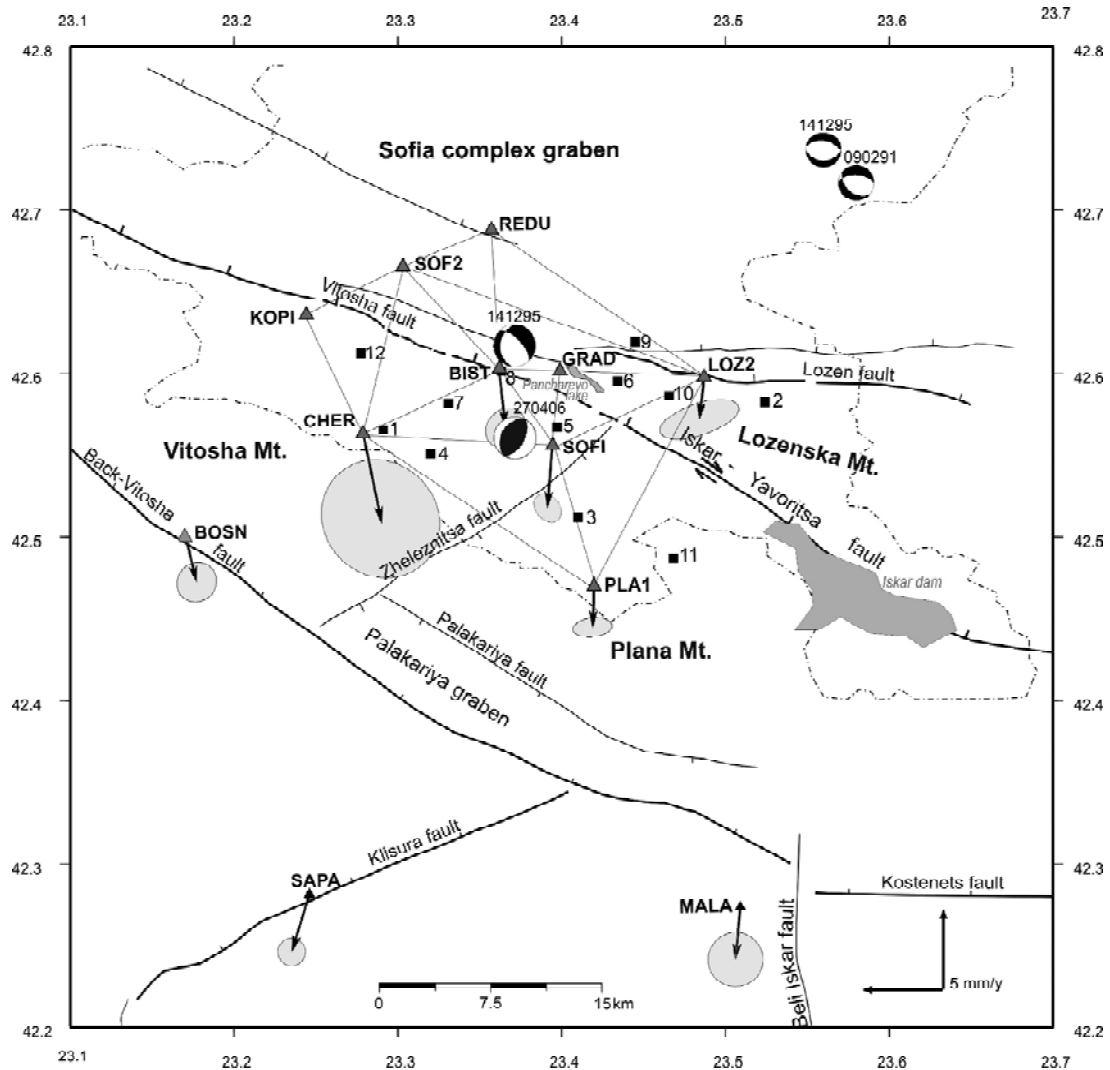 23.1 23.2 23.3 23.4 23.5 23.6 23.7
42.8 42.8
141295
Sofia complex graben
090291
42.7 42.7
REDU
SOF2
Vitosha fault
KOPI
141295
9
12
GRAD
LOZ2
Lozen fault
42.6 42.6
BIST
8
Pancharevo lake
6
10
2
7
270406
CHER
1
5
Vitosha Mt.
4
SOFI
Lozenska Mt.
Back-Vitosha fault
Iskar - Yavoritsa fault
Zheleznitsa fault
3
42.5 42.5
BOSN
11
PLA1
Iskar dam
Palakariya fault
Plana Mt.
Palakariya graben
42.4 42.4
Klisura fault
42.3 42.3
SAPA
Kostenets fault
MALA
Beli Iskar fault
5 mm/y
0 7.5 15km
42.2 42.2
23.1 23.2 23.3 23.4 23.5 23.6 23.7